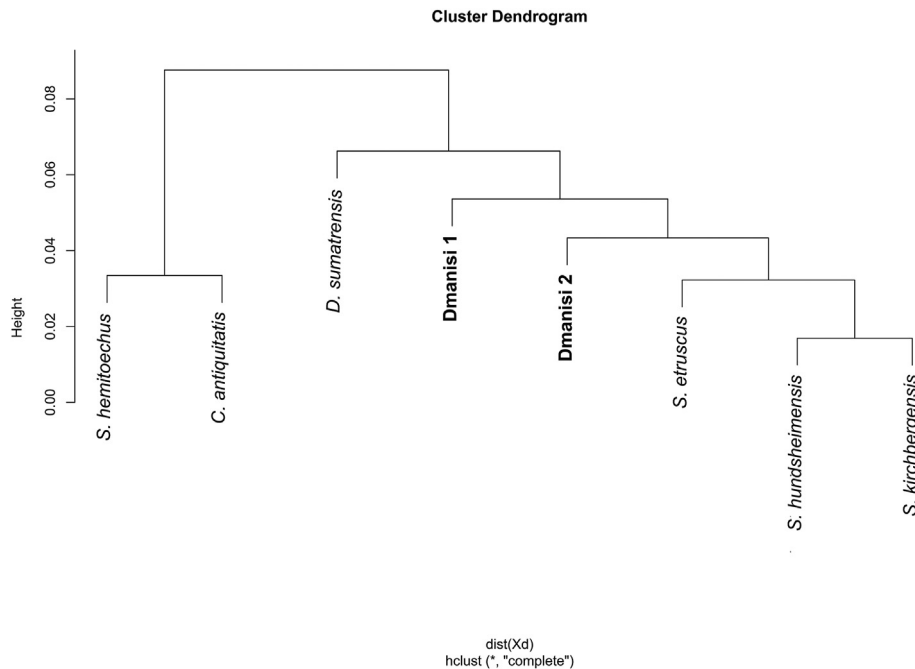 Cluster Dendrogram
Height
0.08
0.06
0.04
0.02
0.00
S. hemitoechus
C. antiquitatis
D. sumatrensis
Dmanisi 1
Dmanisi 2
S. etruscus
S. hundsheimensis
S. kirchbergensis
dist(Xd)
hclust (*, "complete")